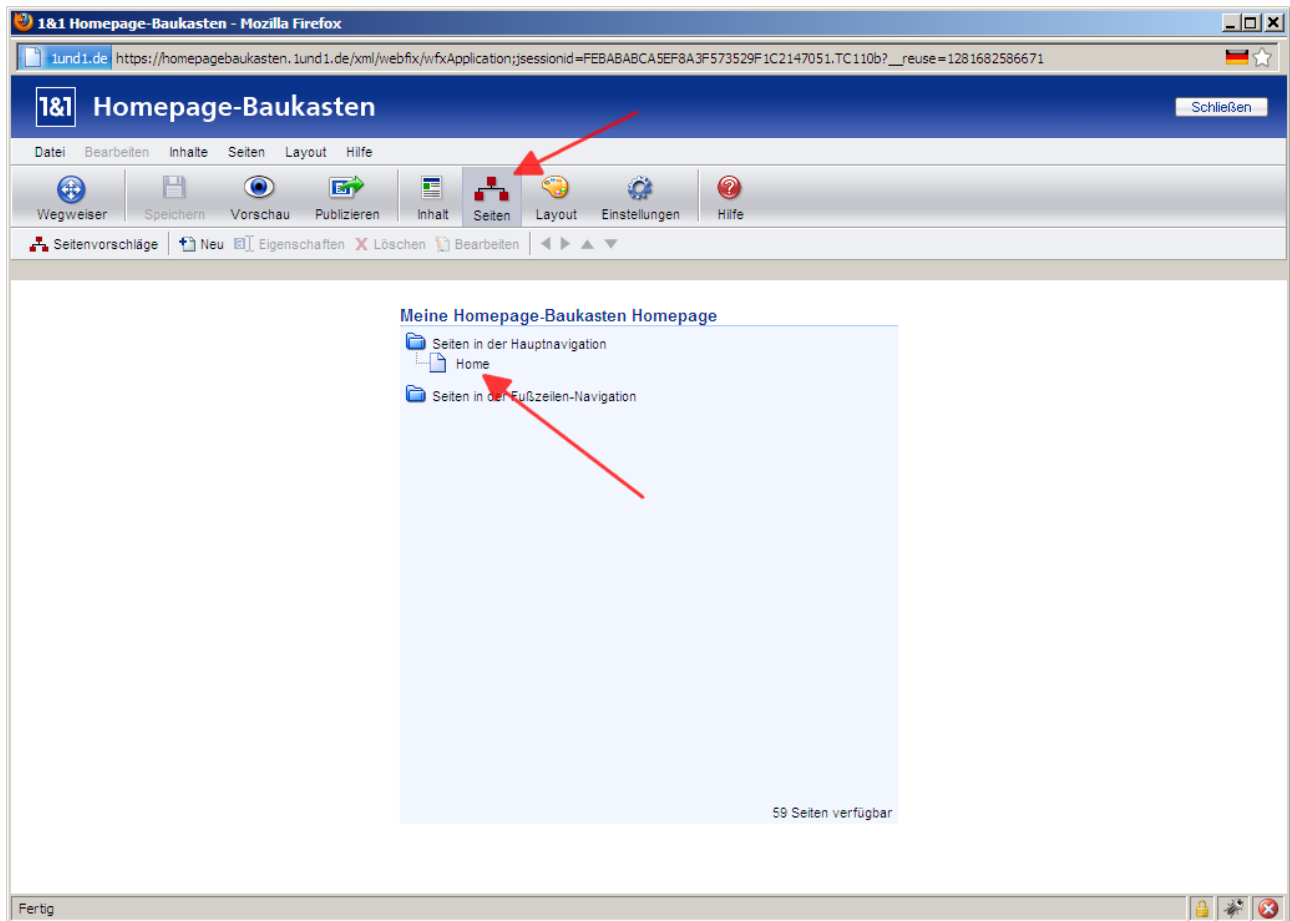 1&1 Homepage-Baukasten - Mozilla Firefox
1und1.de https://homepagebaukasten.1und1.de/xml/webfix/wfxApplication;jsessionid=FEBABABCA5EF8A3F573529F1C2147051.TC110b?__reuse=1281682586671
1&1 Homepage-Baukasten Schließen
Datei Bearbeiten Inhalte Seiten Layout Hilfe
Wegweiser Speichern Vorschau Publizieren Inhalt Seiten Layout Einstellungen Hilfe
Seitenvorschläge Neu Eigenschaften Löschen Bearbeiten
Meine Homepage-Baukasten Homepage
Seiten in der Hauptnavigation
Home
Seiten in der Fußzeilen-Navigation
59 Seiten verfügbar
Fertig